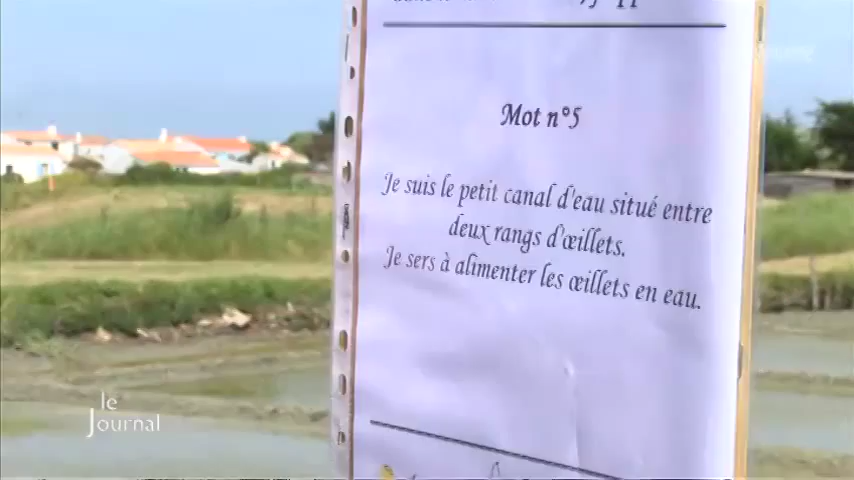 Mot n°5
Je suis le petit canal d'eau situé entre
deux rangs d'œillets.
Je sers à alimenter les œillets en eau.
le
Journal